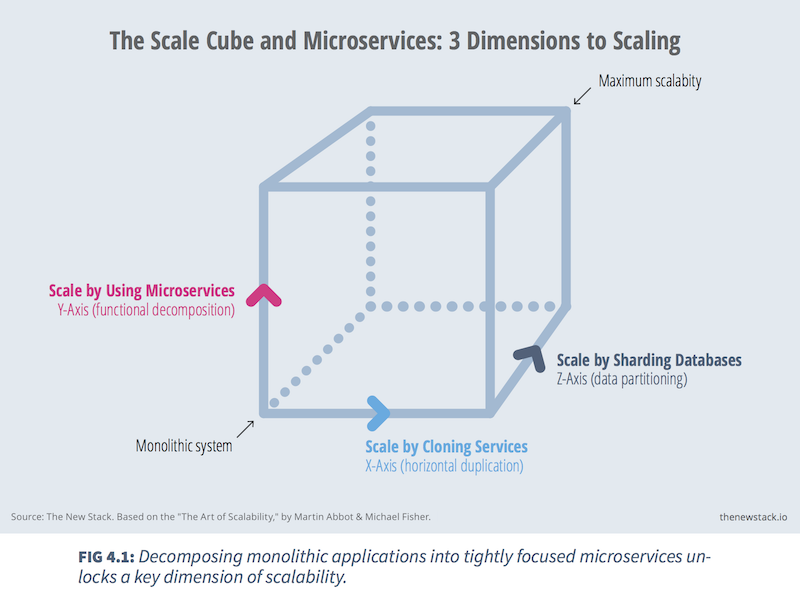 The Scale Cube and Microservices: 3 Dimensions to Scaling
Maximum scalabity
Scale by Using Microservices
Y-Axis (functional decomposition)
Scale by Sharding Databases
Z-Axis (data partitioning)
Monolithic system
Scale by Cloning Services
X-Axis (horizontal duplication)
Source: The New Stack. Based on the "The Art of Scalability," by Martin Abbot & Michael Fisher.
thenewstack.io
FIG 4.1: Decomposing monolithic applications into tightly focused microservices un-
locks a key dimension of scalability.